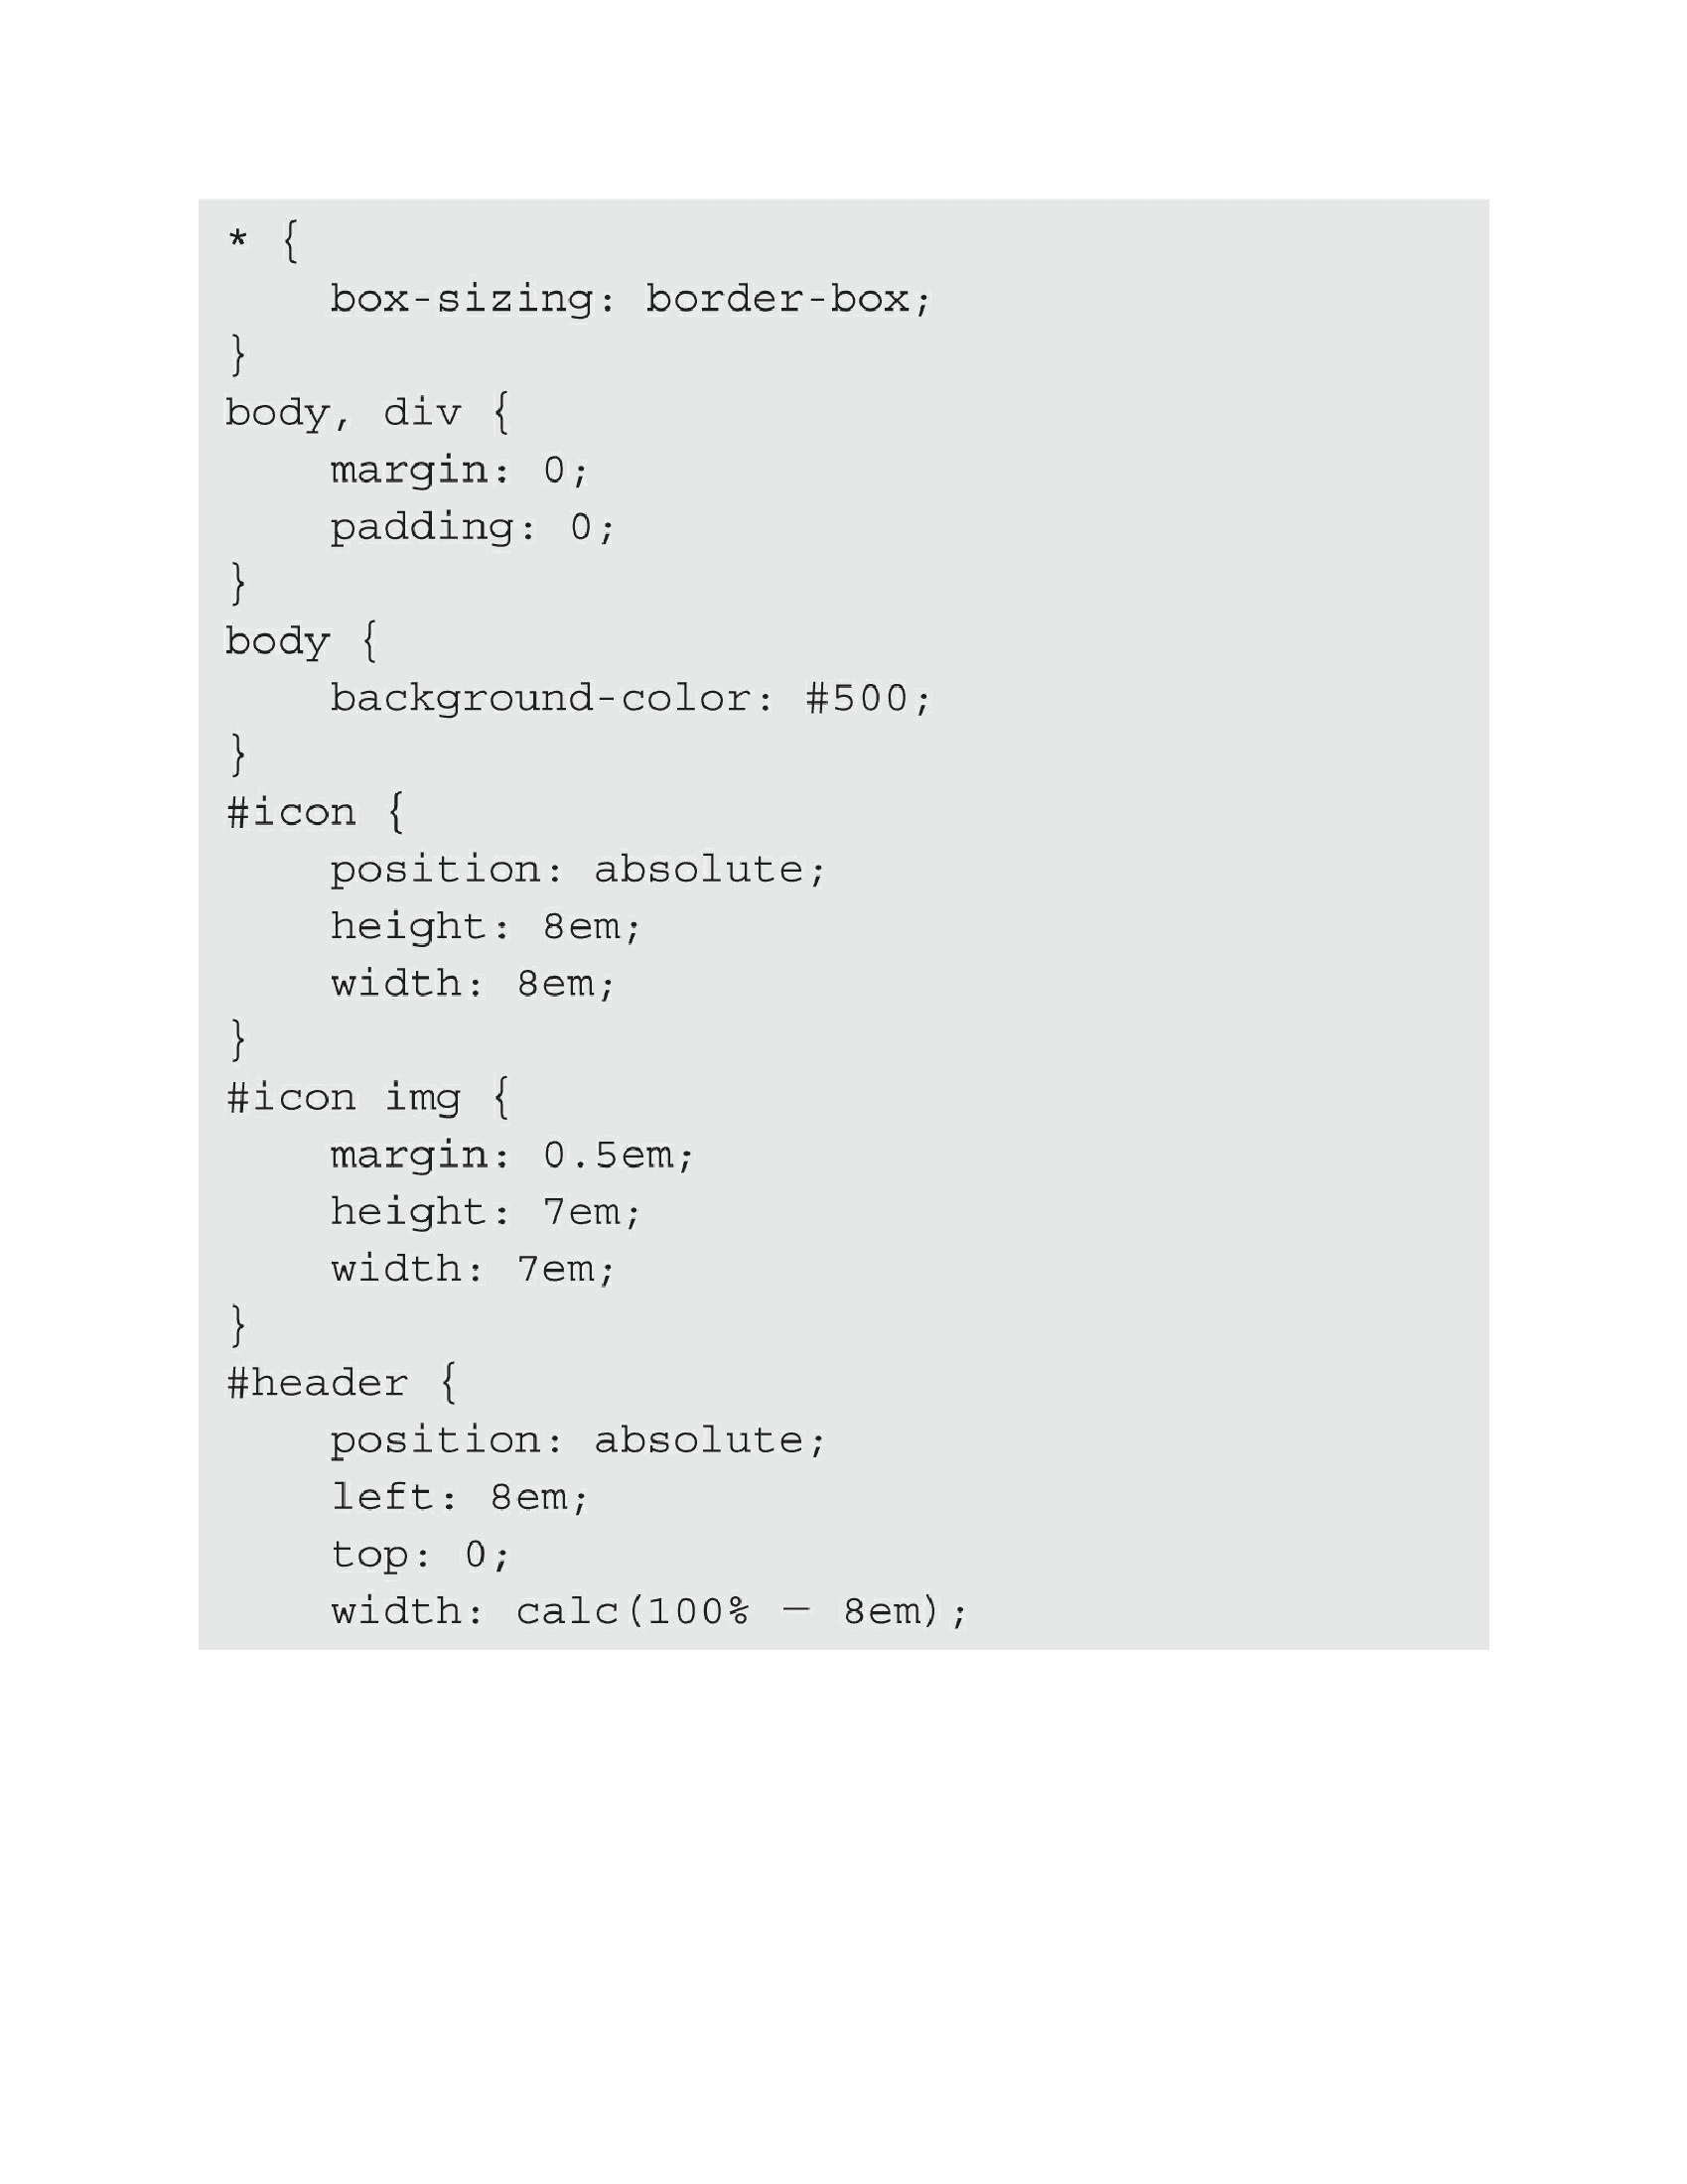 * {
    box-sizing: border-box;
}
body, div {
    margin: 0;
    padding: 0;
}
body {
    background-color: #500;
}
#icon {
    position: absolute;
    height: 8em;
    width: 8em;
}
#icon img {
    margin: 0.5em;
    height: 7em;
    width: 7em;
}
#header {
    position: absolute;
    left: 8em;
    top: 0;
    width: calc(100% − 8em);